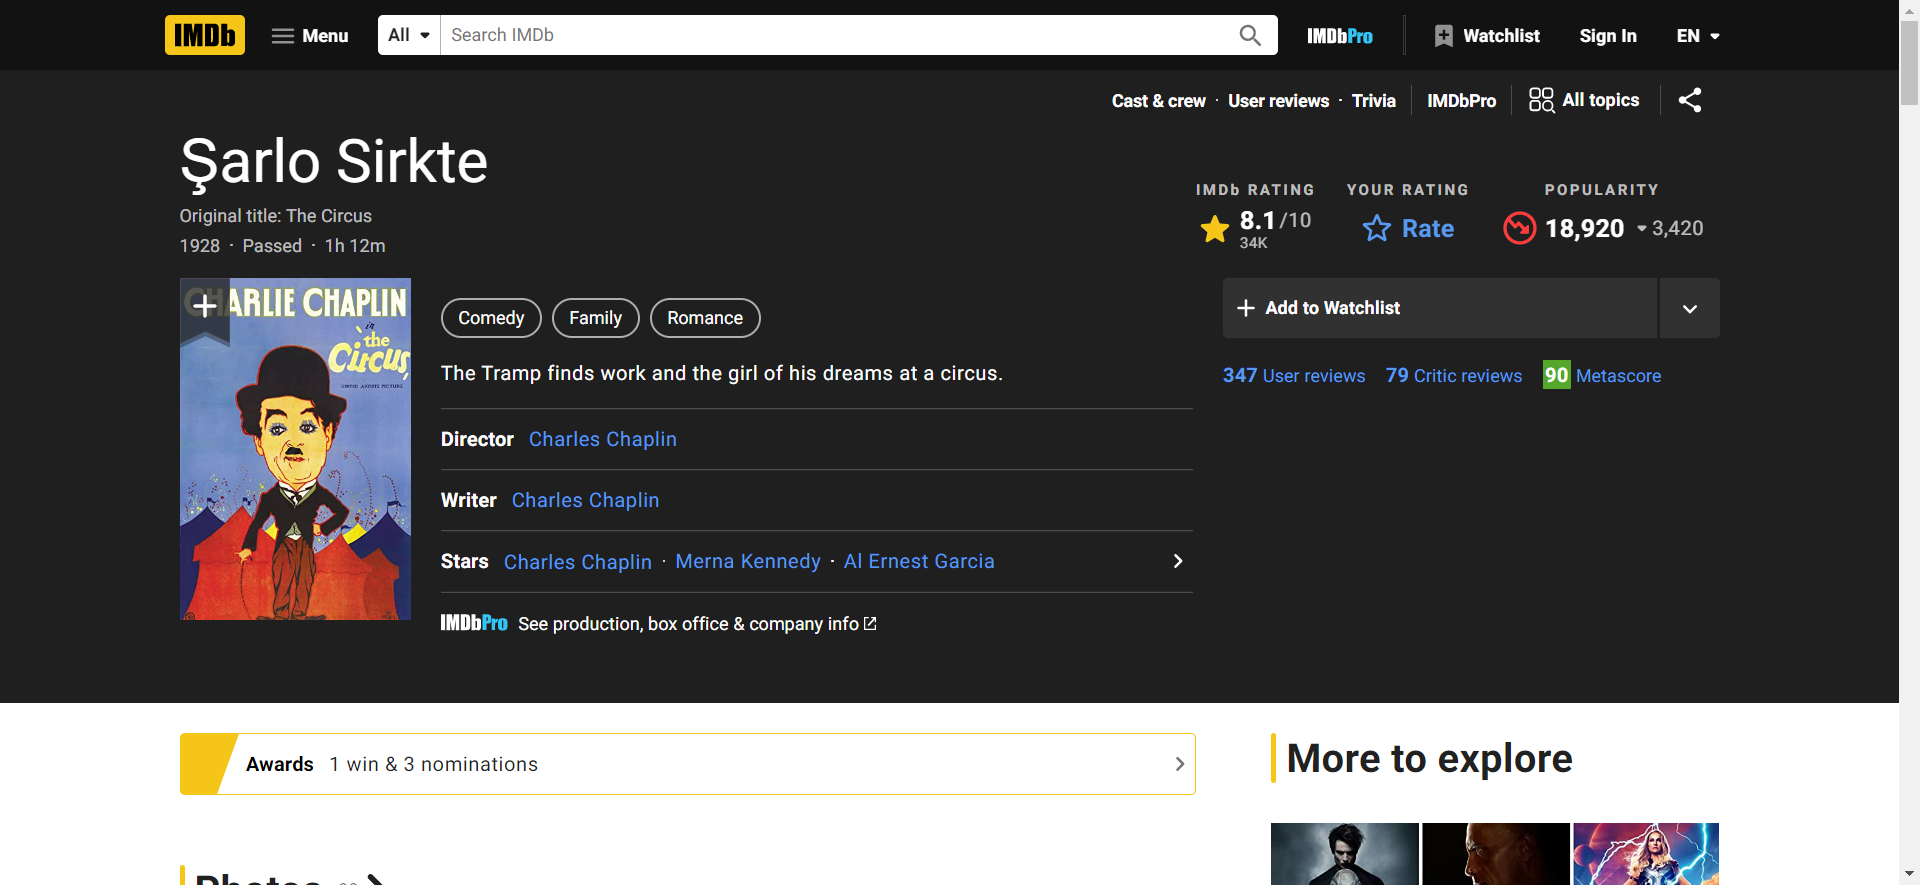 IMDb Menu All Search IMDb IMDbPro Watchlist Sign In EN
Cast & crew · User reviews · Trivia IMDbPro All topics
Şarlo Sirkte
Original title: The Circus
1928 · Passed · 1h 12m
IMDb RATING YOUR RATING POPULARITY
8.1/10 Rate 18,920 3,420
34K
CHARLIE CHAPLIN
in
the
Circus
UNITED ARTISTS PICTURE
Comedy Family Romance
The Tramp finds work and the girl of his dreams at a circus.
Director Charles Chaplin
Writer Charles Chaplin
Stars Charles Chaplin · Merna Kennedy · Al Ernest Garcia
IMDbPro See production, box office & company info
+ Add to Watchlist
347 User reviews 79 Critic reviews 90 Metascore
Awards 1 win & 3 nominations
More to explore
Photos